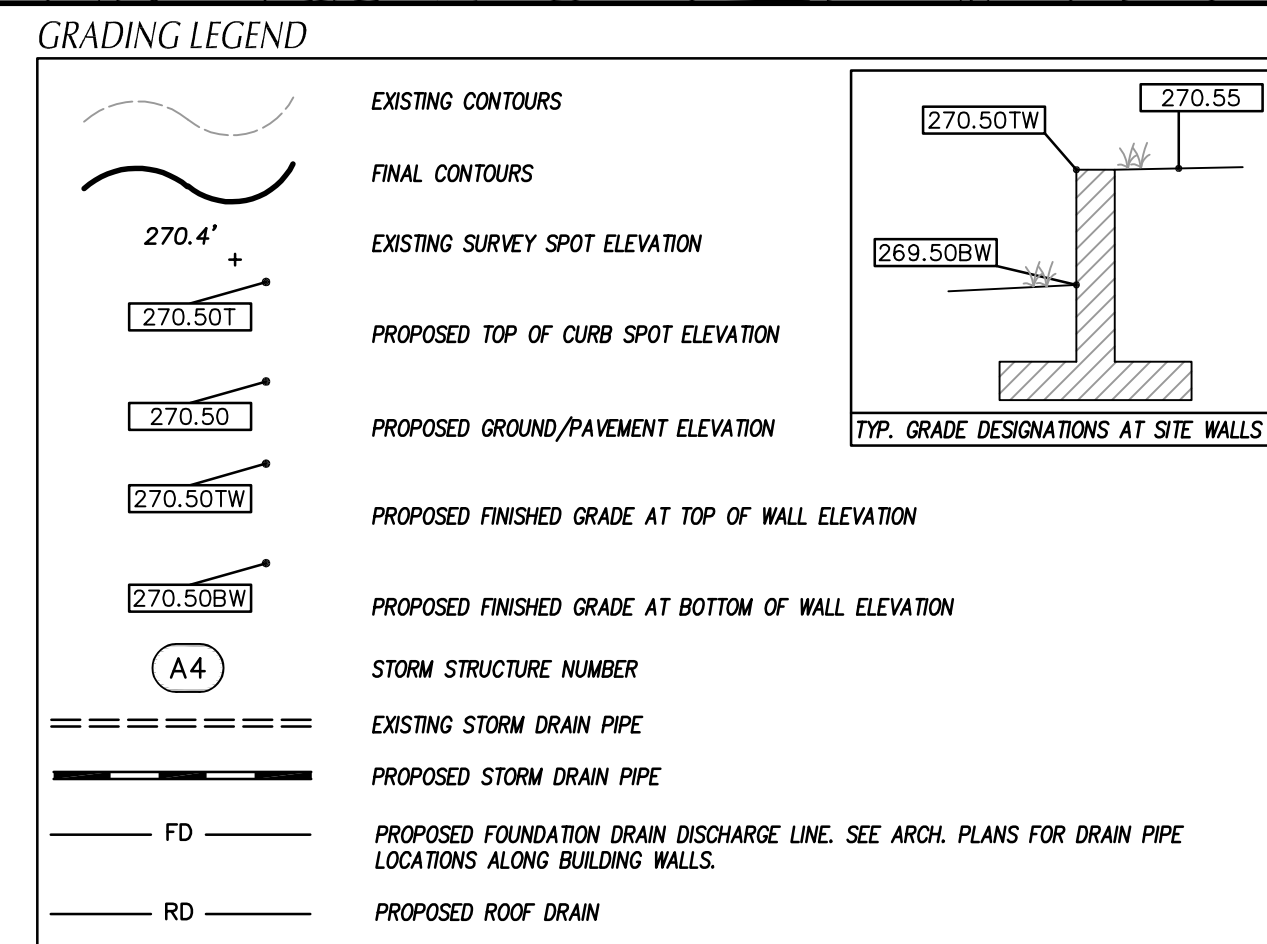 GRADING LEGEND
EXISTING CONTOURS
FINAL CONTOURS
270.4'
+
EXISTING SURVEY SPOT ELEVATION
270.50T
PROPOSED TOP OF CURB SPOT ELEVATION
270.50
PROPOSED GROUND/PAVEMENT ELEVATION
270.50TW
PROPOSED FINISHED GRADE AT TOP OF WALL ELEVATION
270.50BW
PROPOSED FINISHED GRADE AT BOTTOM OF WALL ELEVATION
A4
STORM STRUCTURE NUMBER
EXISTING STORM DRAIN PIPE
PROPOSED STORM DRAIN PIPE
FD
PROPOSED FOUNDATION DRAIN DISCHARGE LINE. SEE ARCH. PLANS FOR DRAIN PIPE
LOCATIONS ALONG BUILDING WALLS.
RD
PROPOSED ROOF DRAIN
270.55
270.50TW
269.50BW
TYP. GRADE DESIGNATIONS AT SITE WALLS